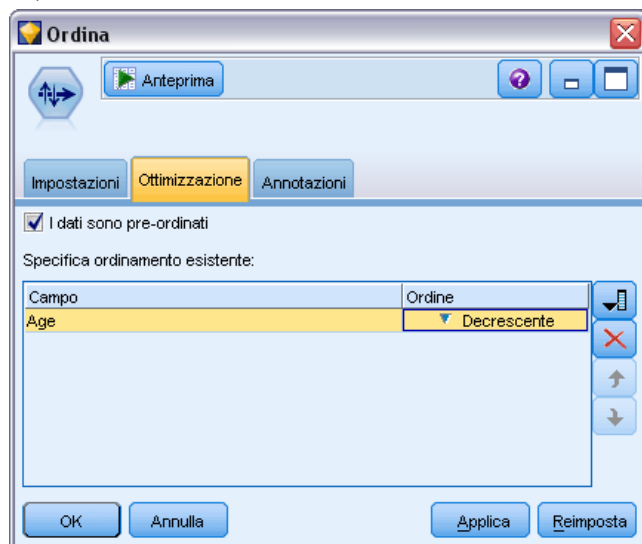 Ordina
Anteprima
Impostazioni Ottimizzazione Annotazioni
I dati sono pre-ordinati
Specifica ordinamento esistente:
Campo Ordine
Age Decrescente
OK Annulla Applica Reimposta